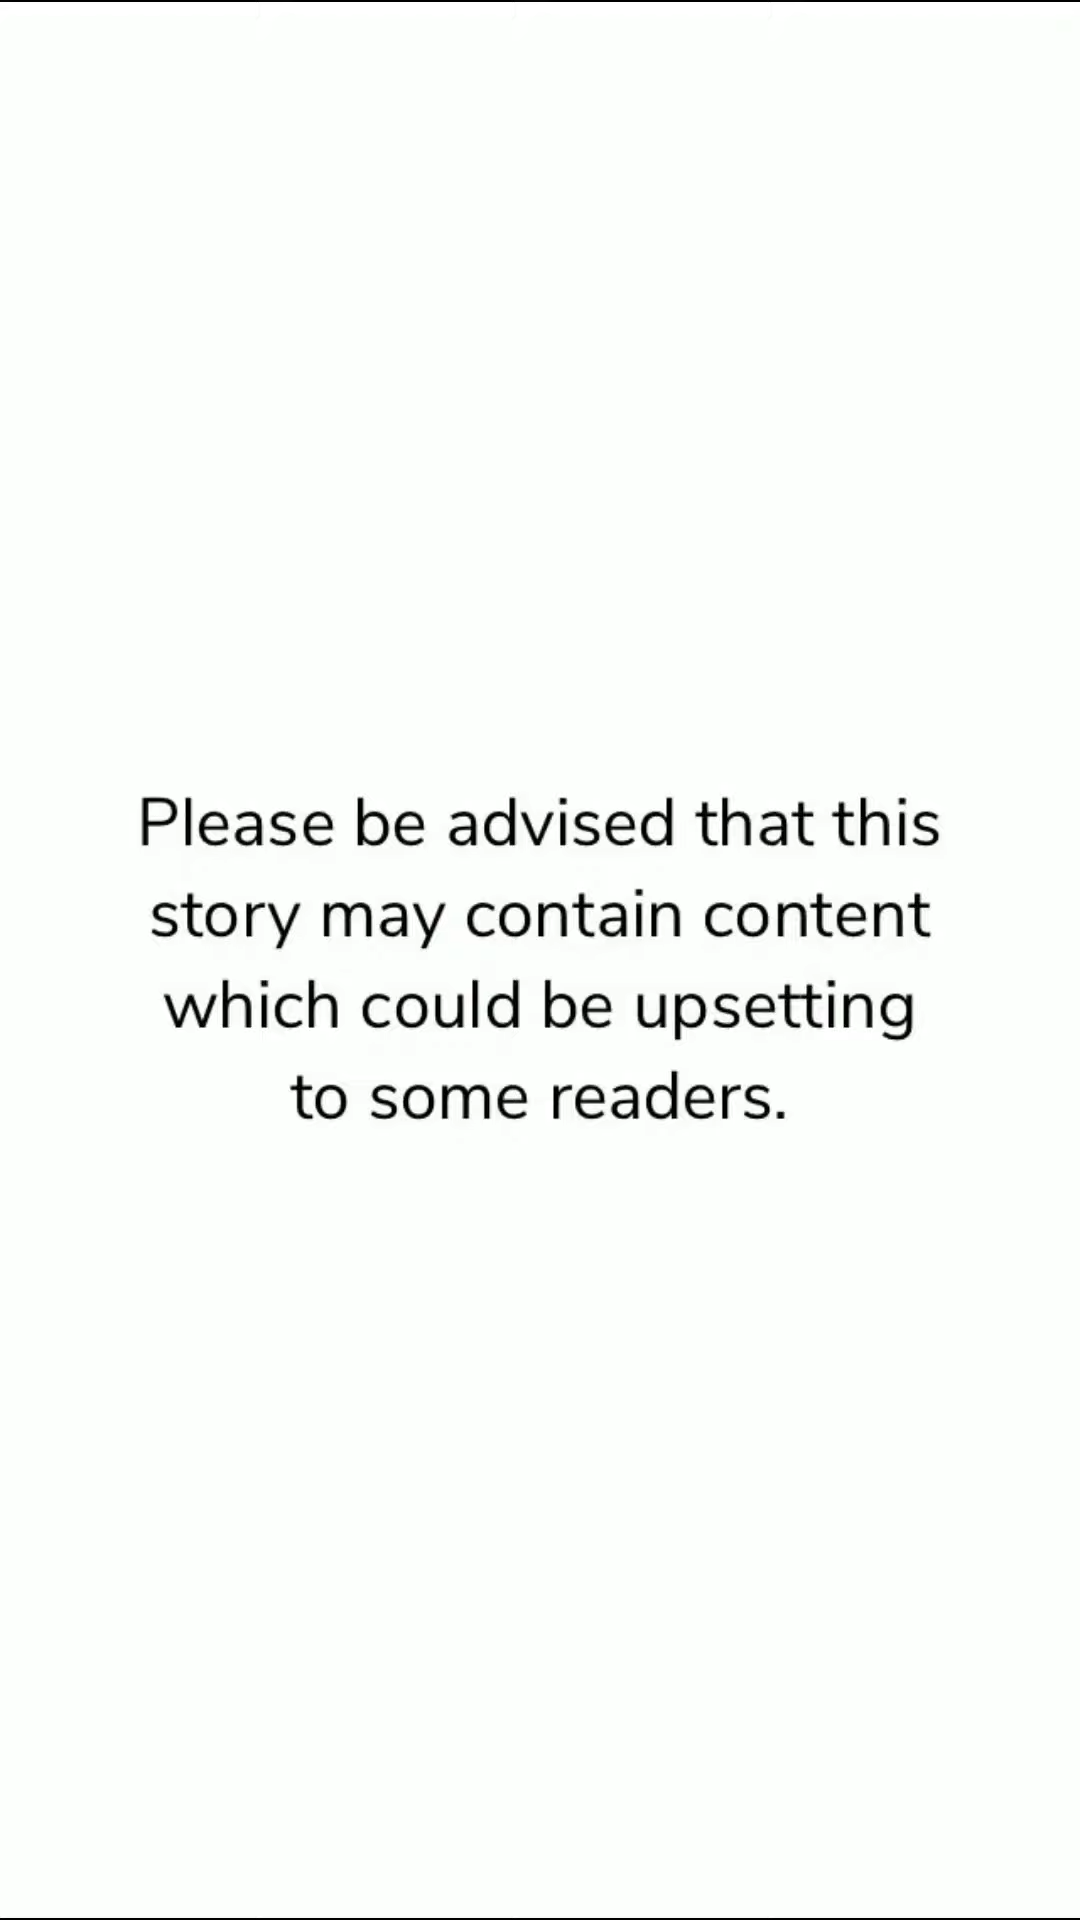 Please be advised that this
story may contain content
which could be upsetting
to some readers.